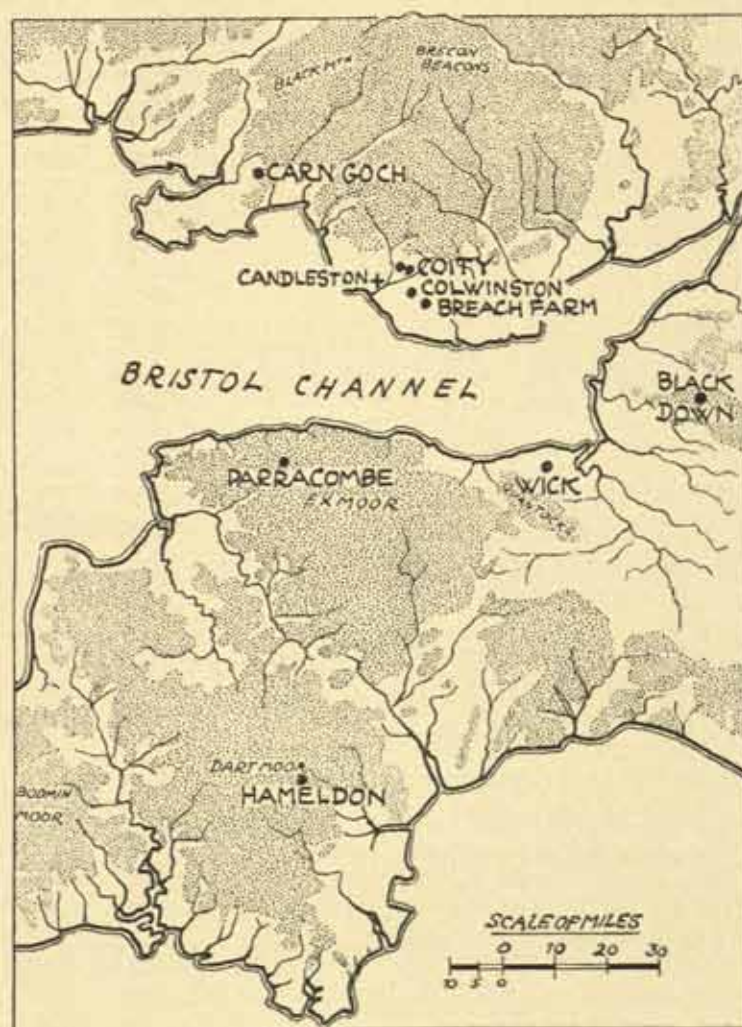 BLACK MTN
BRECON
BEACONS
CARN GOCH
CANDLESTON
COITY
COLWINSTON
BREACH FARM
BRISTOL CHANNEL
BLACK
DOWN
PARRACOMBE
EXMOOR
WICK
QUANTOCKS
DARTMOOR
HAMELDON
BODMIN
MOOR
SCALE OF MILES
0 10 20 30
10 5 0